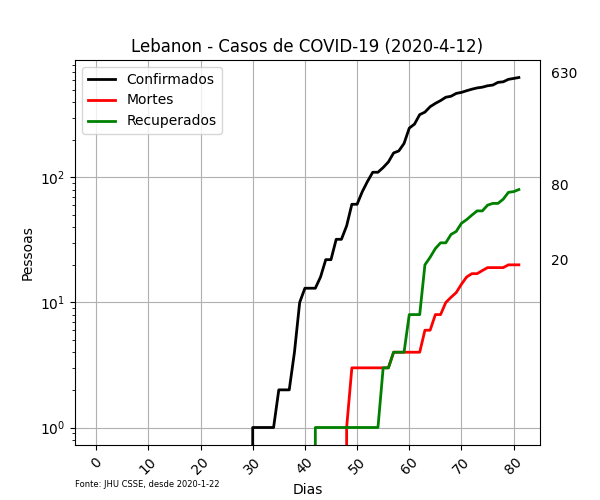 Lebanon - Casos de COVID-19 (2020-4-12)
Confirmados
Mortes
Recuperados
630
80
20
10²
10¹
10⁰
Pessoas
0 10 20 30 40 50 60 70 80
Dias
Fonte: JHU CSSE, desde 2020-1-22